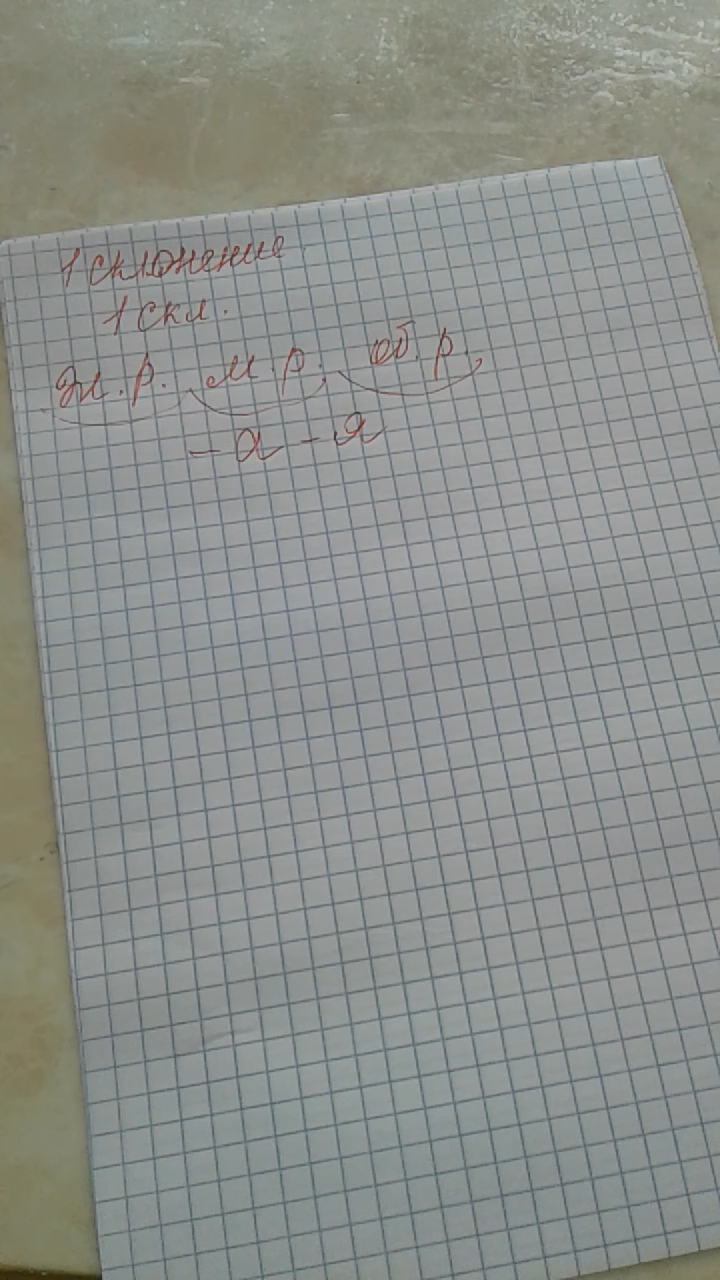 1 склонение
1 скл.
ж.р. м.р. об.р.
-а -я